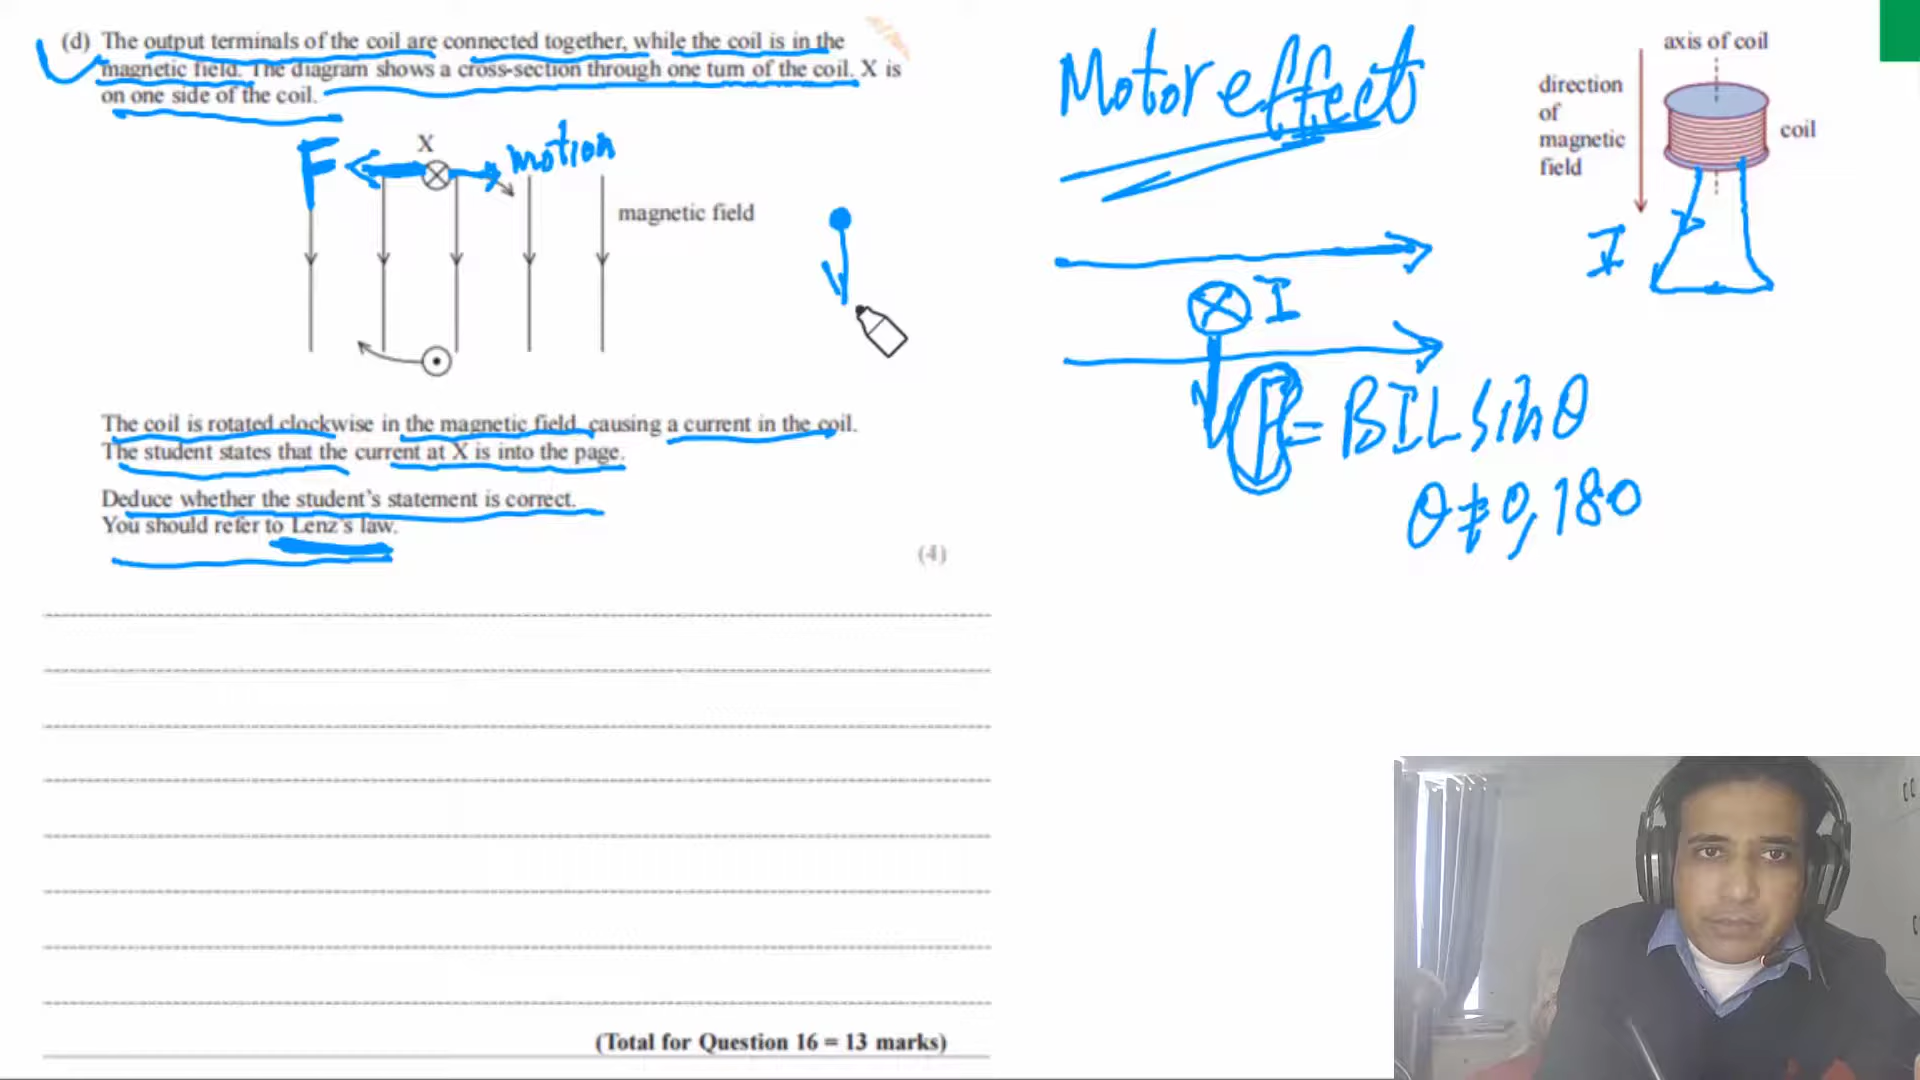 (d) The output terminals of the coil are connected together, while the coil is in the
magnetic field. The diagram shows a cross-section through one turn of the coil. X is
on one side of the coil.
X
F
motion
magnetic field
The coil is rotated clockwise in the magnetic field, causing a current in the coil.
The student states that the current at X is into the page.
Deduce whether the student's statement is correct.
You should refer to Lenz's law.
(4)
(Total for Question 16 = 13 marks)
Motor effect
I
F = BIL sin θ
θ ≠ 0, 180
axis of coil
direction
of
magnetic
field
coil
I